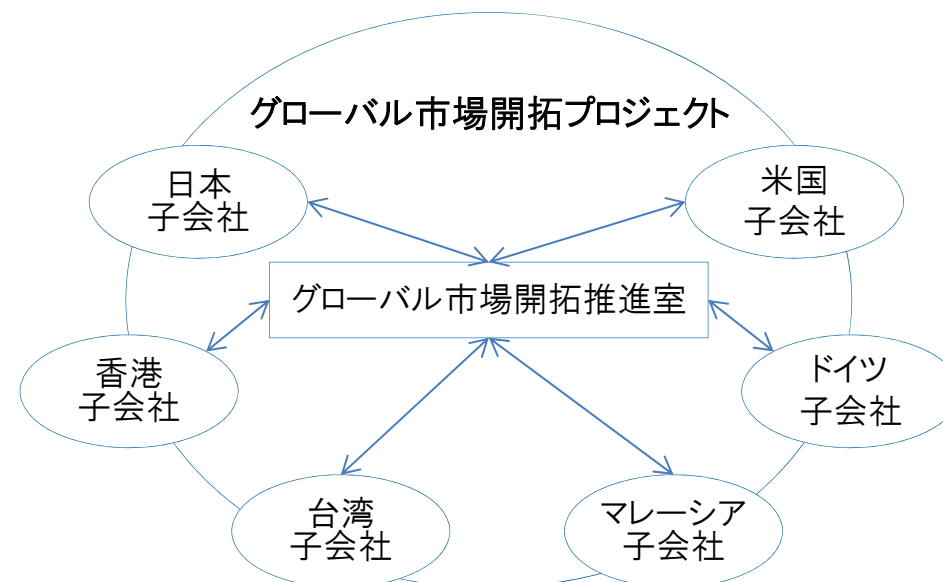 グローバル市場開拓プロジェクト
日本
子会社
米国
子会社
グローバル市場開拓推進室
香港
子会社
ドイツ
子会社
台湾
子会社
マレーシア
子会社